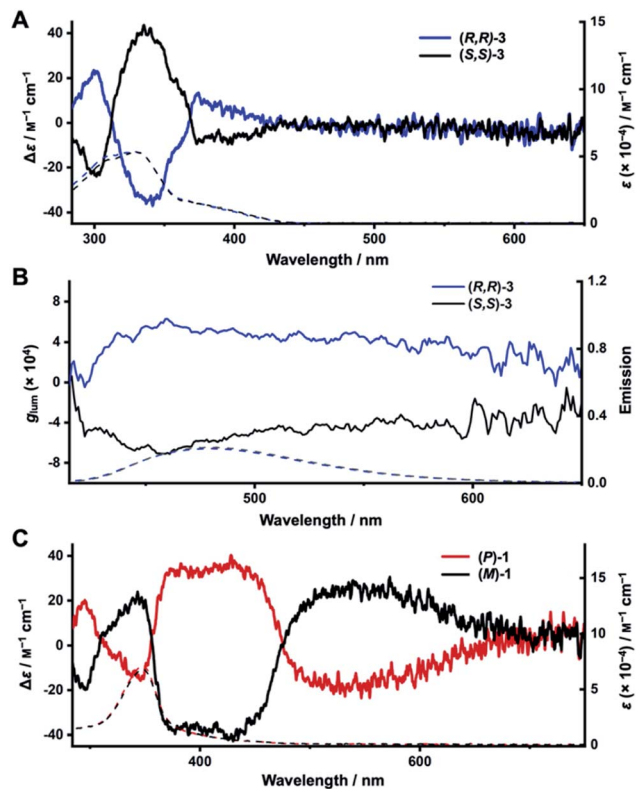 A
(R,R)-3
(S,S)-3
Δε / M⁻¹ cm⁻¹
40
20
0
-20
-40
15
10
5
0
ε (× 10⁻⁴) / M⁻¹ cm⁻¹
300 400 500 600
Wavelength / nm
B
(R,R)-3
(S,S)-3
glum (× 10⁴)
8
4
0
-4
-8
1.2
0.8
0.4
0.0
Emission
500 600
Wavelength / nm
C
(P)-1
(M)-1
Δε / M⁻¹ cm⁻¹
40
20
0
-20
-40
15
10
5
0
ε (× 10⁻⁴) / M⁻¹ cm⁻¹
400 600
Wavelength / nm